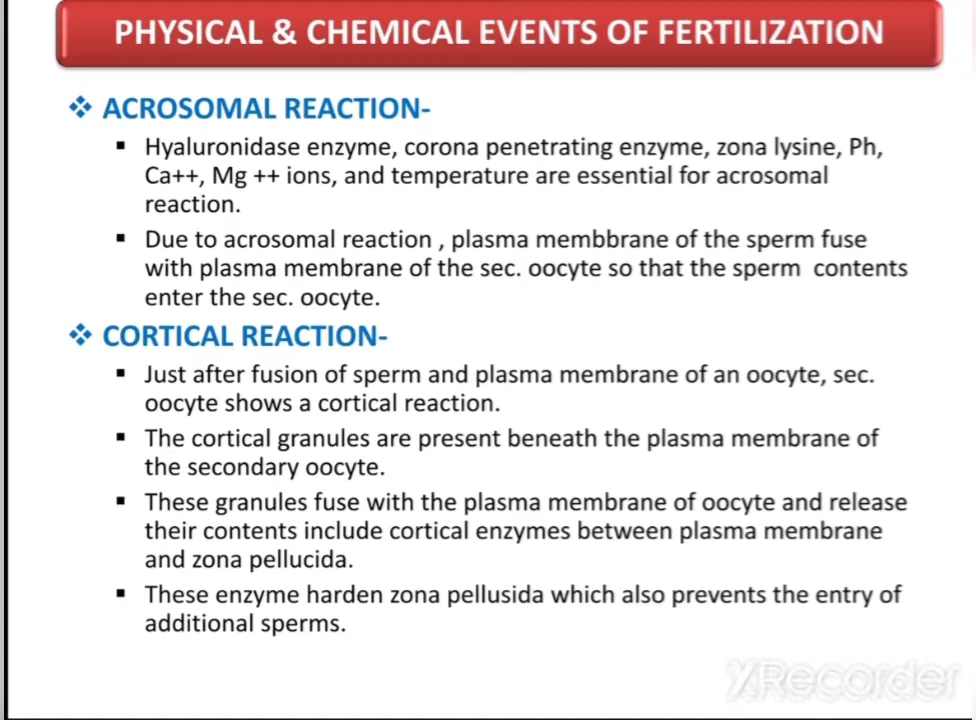 PHYSICAL & CHEMICAL EVENTS OF FERTILIZATION
❖ ACROSOMAL REACTION-
▪ Hyaluronidase enzyme, corona penetrating enzyme, zona lysine, Ph,
Ca++, Mg ++ ions, and temperature are essential for acrosomal
reaction.
▪ Due to acrosomal reaction , plasma membbrane of the sperm fuse
with plasma membrane of the sec. oocyte so that the sperm contents
enter the sec. oocyte.
❖ CORTICAL REACTION-
▪ Just after fusion of sperm and plasma membrane of an oocyte, sec.
oocyte shows a cortical reaction.
▪ The cortical granules are present beneath the plasma membrane of
the secondary oocyte.
▪ These granules fuse with the plasma membrane of oocyte and release
their contents include cortical enzymes between plasma membrane
and zona pellucida.
▪ These enzyme harden zona pellusida which also prevents the entry of
additional sperms.
XRecorder